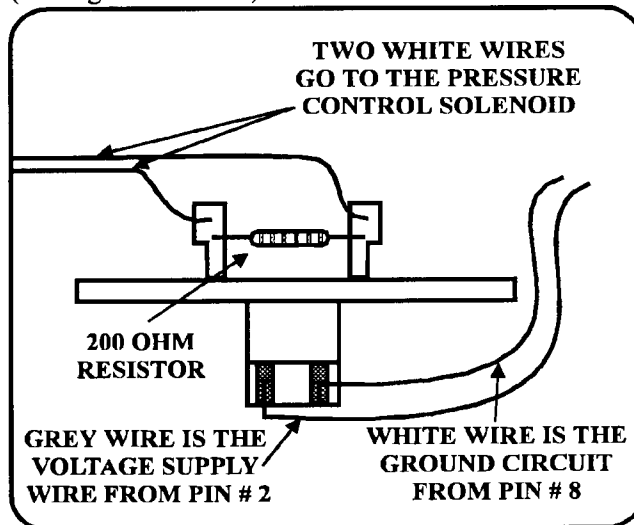 TWO WHITE WIRES
GO TO THE PRESSURE
CONTROL SOLENOID
200 OHM
RESISTOR
GREY WIRE IS THE
VOLTAGE SUPPLY
WIRE FROM PIN # 2
WHITE WIRE IS THE
GROUND CIRCUIT
FROM PIN # 8